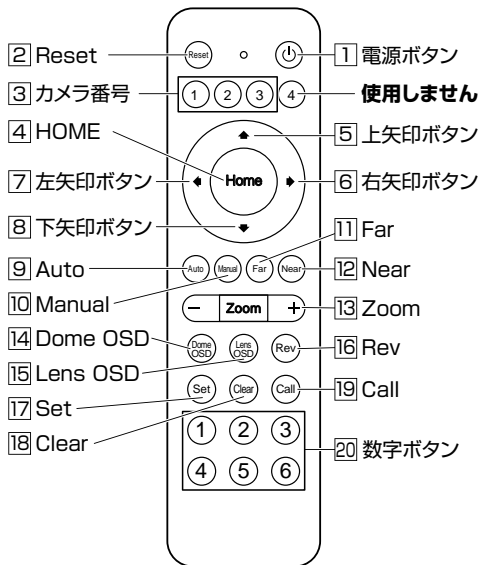 2 Reset
Reset
1 電源ボタン
3 カメラ番号
1 2 3 4
使用しません
4 HOME
5 上矢印ボタン
7 左矢印ボタン
Home
6 右矢印ボタン
8 下矢印ボタン
11 Far
9 Auto
Auto Manual Far Near
12 Near
10 Manual
− Zoom +
13 Zoom
14 Dome OSD
Dome OSD
Lens OSD
Rev
16 Rev
15 Lens OSD
17 Set
Set Clear Call
19 Call
18 Clear
1 2 3
4 5 6
20 数字ボタン